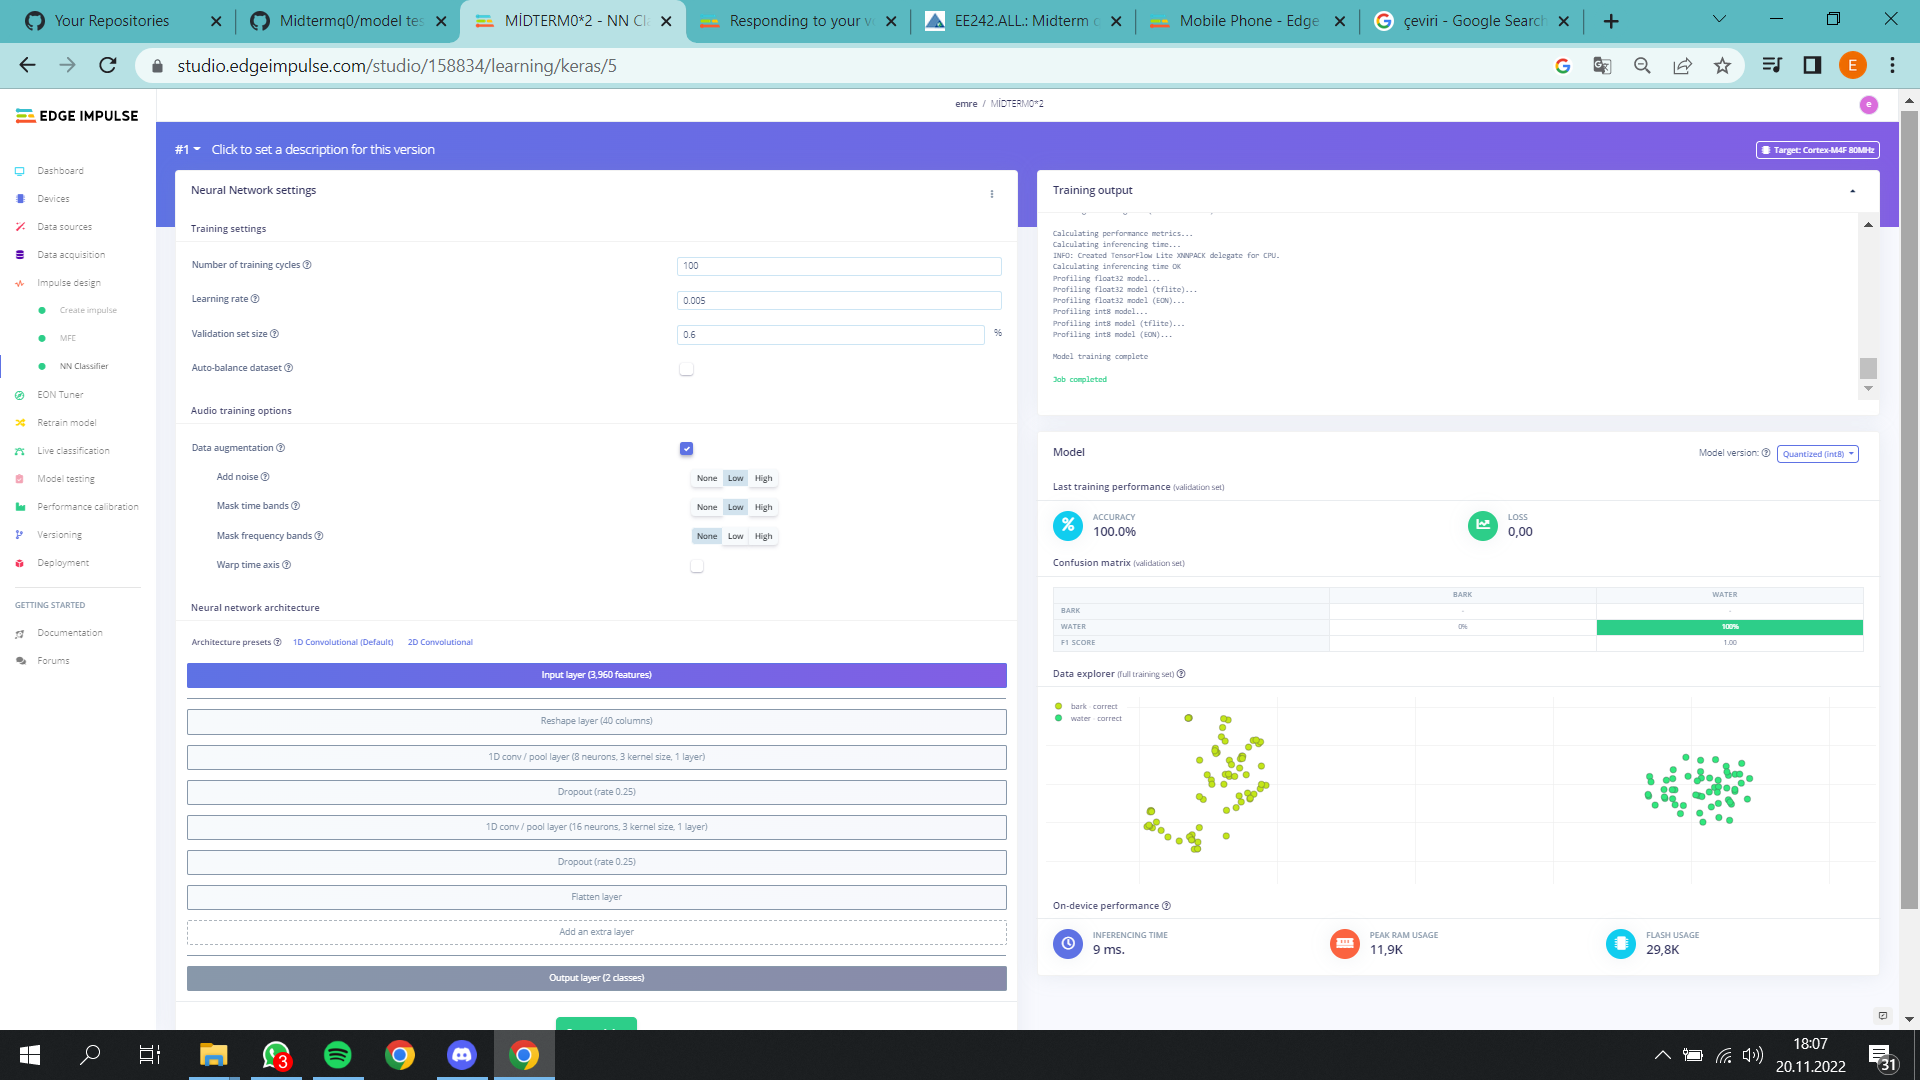 Your Repositories
Midtermq0/model tes
MİDTERM0*2 - NN Cla
Responding to your v
EE242.ALL.: Midterm c
Mobile Phone - Edge
çeviri - Google Search
studio.edgeimpulse.com/studio/158834/learning/keras/5
E
EDGE IMPULSE
emre / MİDTERM0*2
e
#1 Click to set a description for this version
Target: Cortex-M4F 80MHz
Dashboard
Devices
Data sources
Data acquisition
Impulse design
Create impulse
MFE
NN Classifier
EON Tuner
Retrain model
Live classification
Model testing
Performance calibration
Versioning
Deployment
GETTING STARTED
Documentation
Forums
Neural Network settings
Training settings
Number of training cycles
100
Learning rate
0.005
Validation set size
0.6
%
Auto-balance dataset
Audio training options
Data augmentation
Add noise
None Low High
Mask time bands
None Low High
Mask frequency bands
None Low High
Warp time axis
Neural network architecture
Architecture presets 1D Convolutional (Default) 2D Convolutional
Input layer (3,960 features)
Reshape layer (40 columns)
1D conv / pool layer (8 neurons, 3 kernel size, 1 layer)
Dropout (rate 0.25)
1D conv / pool layer (16 neurons, 3 kernel size, 1 layer)
Dropout (rate 0.25)
Flatten layer
Add an extra layer
Output layer (2 classes)
Training output
Calculating performance metrics...
Calculating inferencing time...
INFO: Created TensorFlow Lite XNNPACK delegate for CPU.
Calculating inferencing time OK
Profiling float32 model...
Profiling float32 model (tflite)...
Profiling float32 model (EON)...
Profiling int8 model...
Profiling int8 model (tflite)...
Profiling int8 model (EON)...
Model training complete
Job completed
Model
Model version: Quantized (int8)
Last training performance (validation set)
%
ACCURACY
100.0%
LOSS
0,00
Confusion matrix (validation set)
BARK WATER
BARK - -
WATER 0% 100%
F1 SCORE 1.00
Data explorer (full training set)
bark - correct
water - correct
On-device performance
INFERENCING TIME
9 ms.
PEAK RAM USAGE
11,9K
FLASH USAGE
29,8K
3
18:07
20.11.2022
31